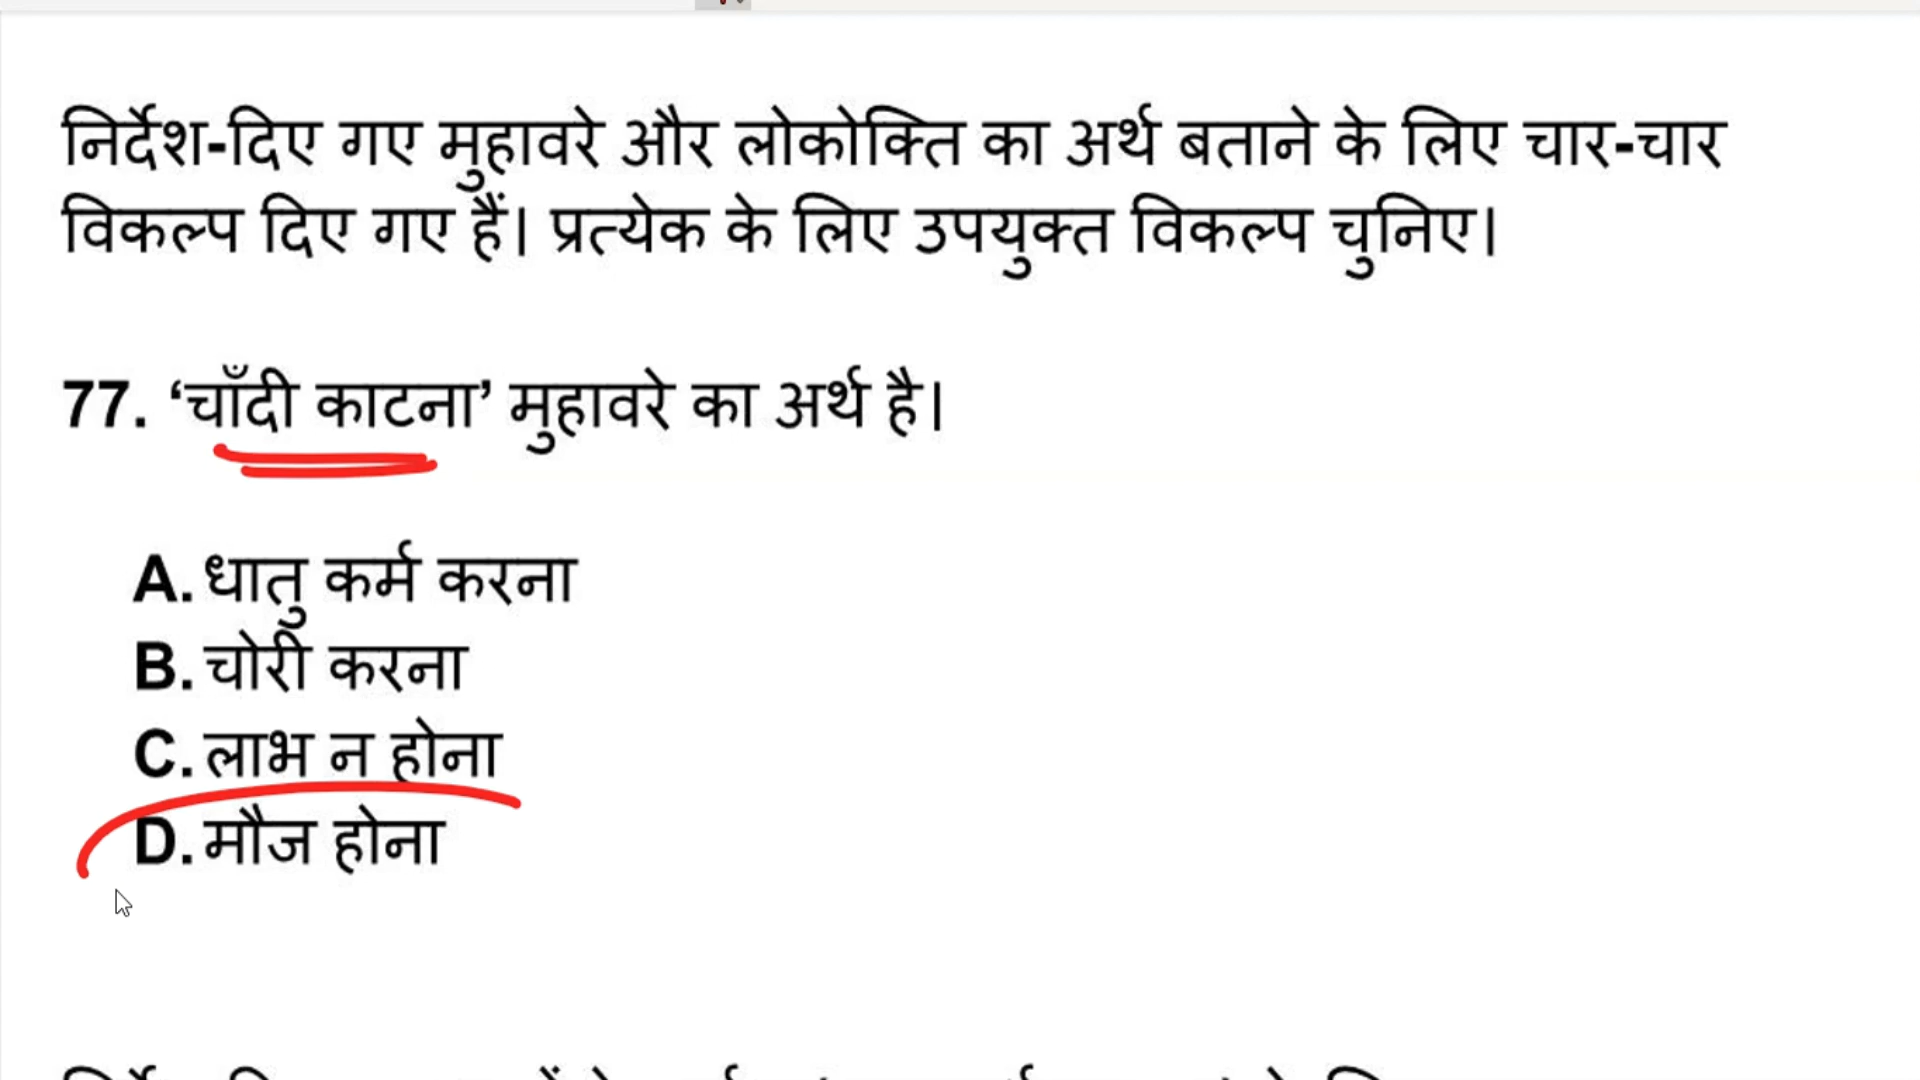 निर्देश-दिए गए मुहावरे और लोकोक्ति का अर्थ बताने के लिए चार-चार
विकल्प दिए गए हैं। प्रत्येक के लिए उपयुक्त विकल्प चुनिए।
77. ‘चाँदी काटना’ मुहावरे का अर्थ है।
A. धातु कर्म करना
B. चोरी करना
C. लाभ न होना
D. मौज होना